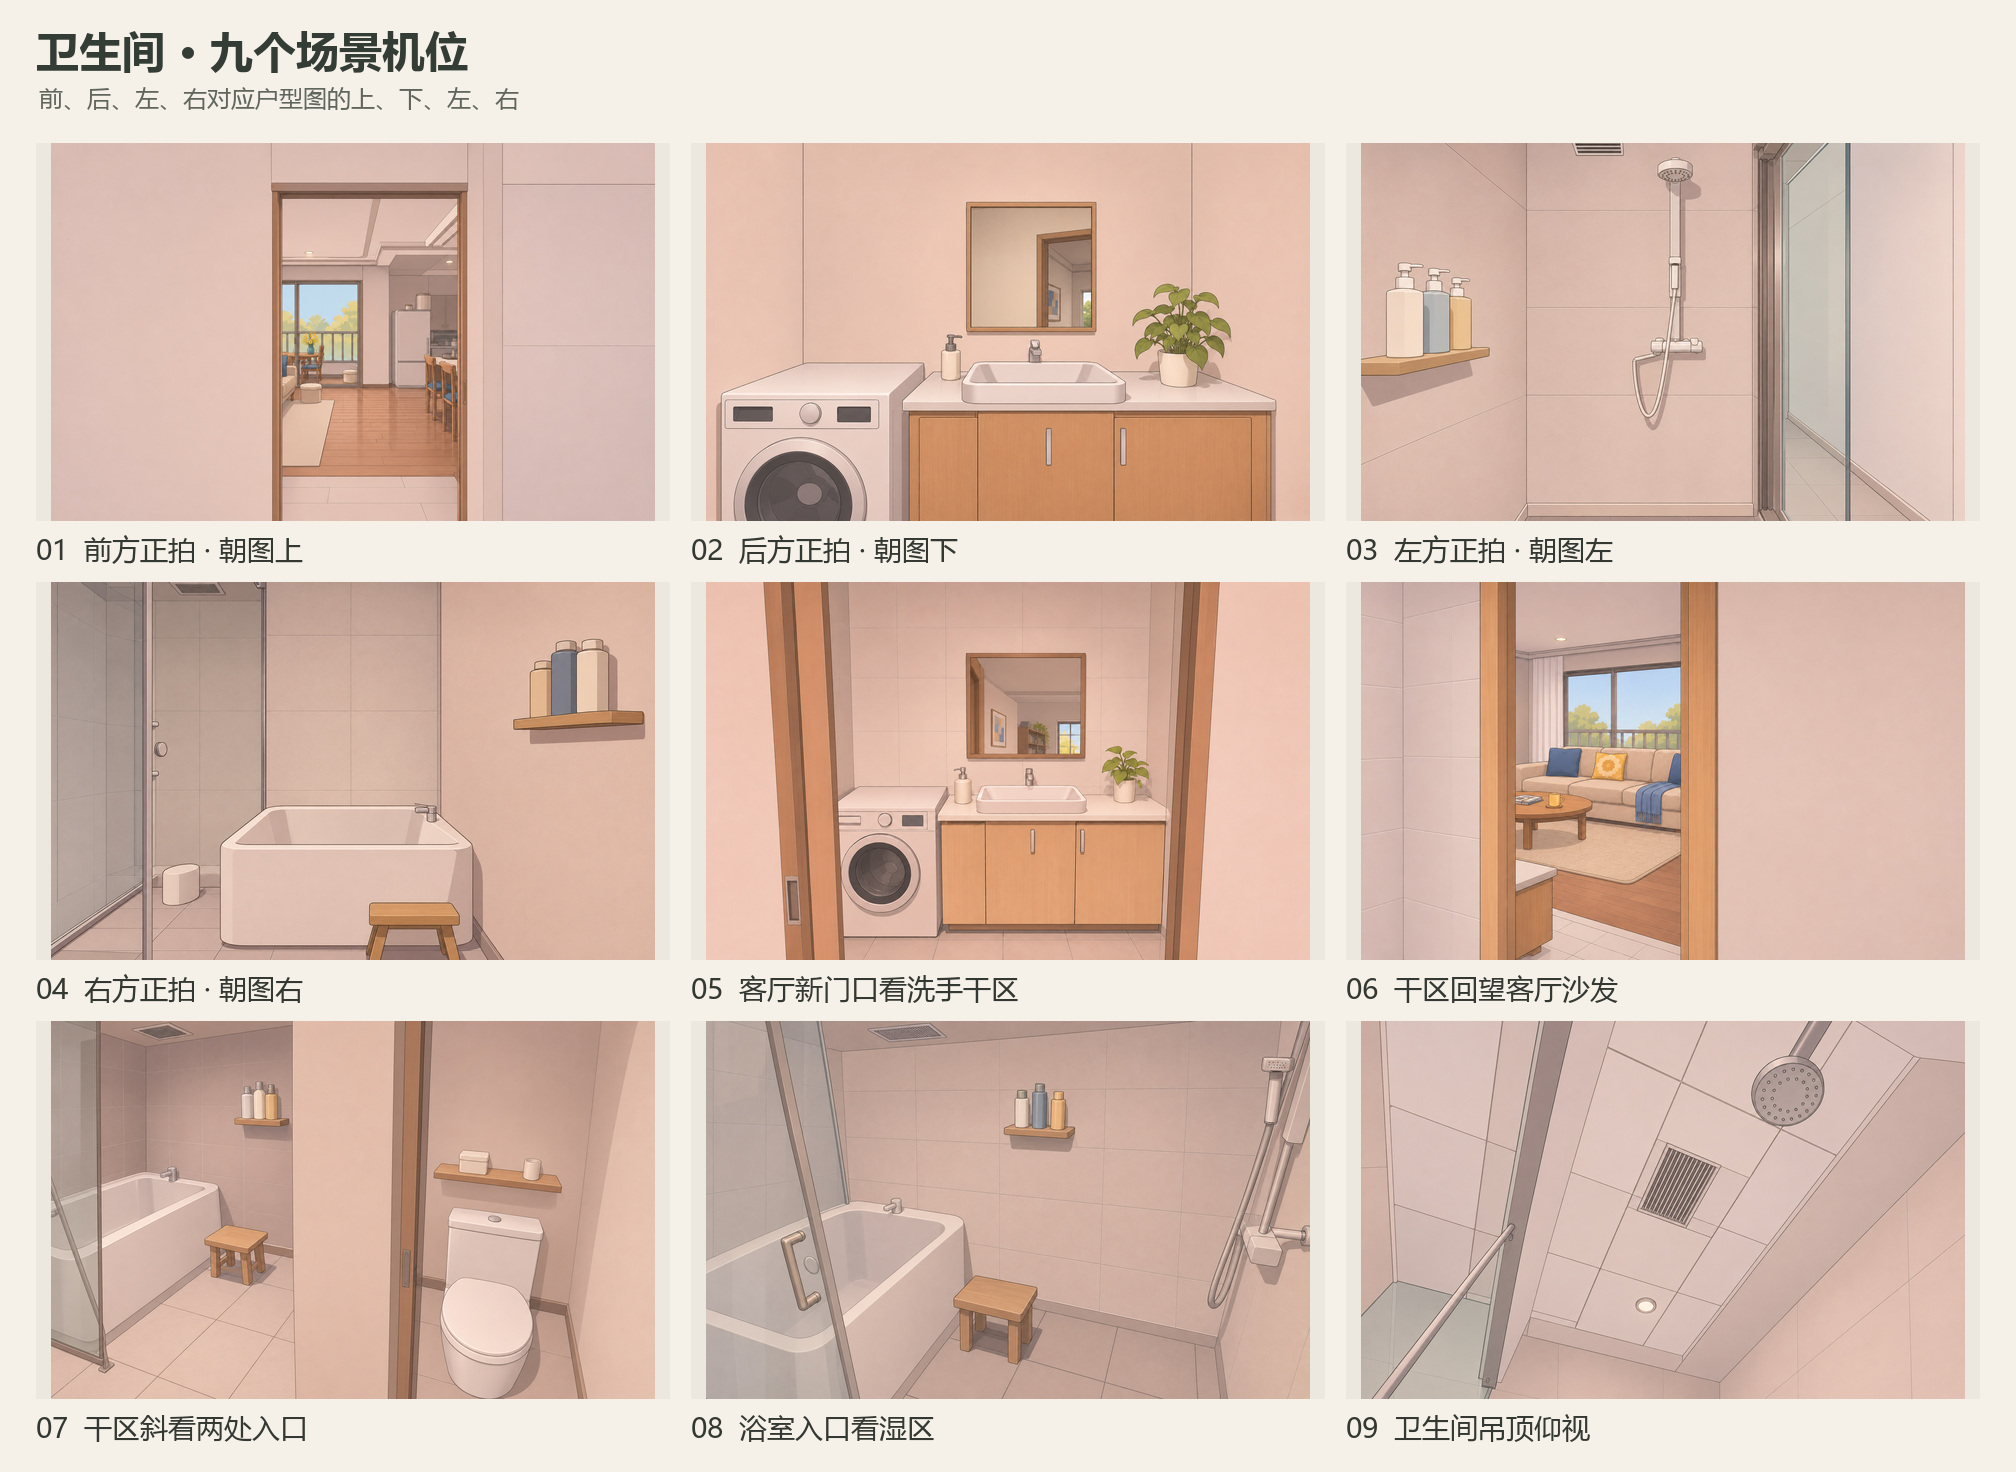 卫生间·九个场景机位
前、后、左、右对应户型图的上、下、左、右
01 前方正拍·朝图上
02 后方正拍·朝图下
03 左方正拍·朝图左
04 右方正拍·朝图右
05 客厅新门口看洗手干区
06 干区回望客厅沙发
07 干区斜看两处入口
08 浴室入口看湿区
09 卫生间吊顶仰视